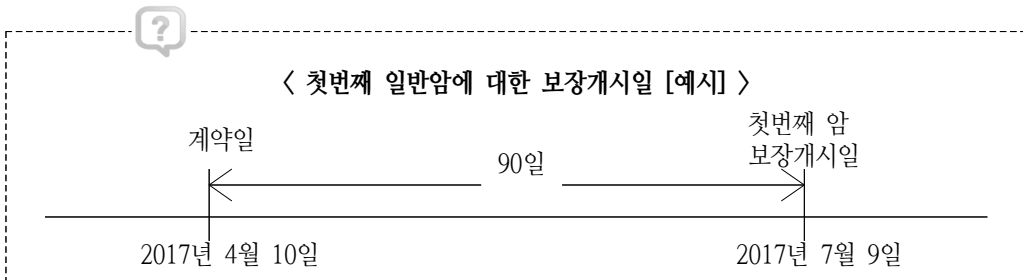 ?
〈 첫번째 일반암에 대한 보장개시일 [예시] 〉
계약일
90일
첫번째 암
보장개시일
2017년 4월 10일
2017년 7월 9일